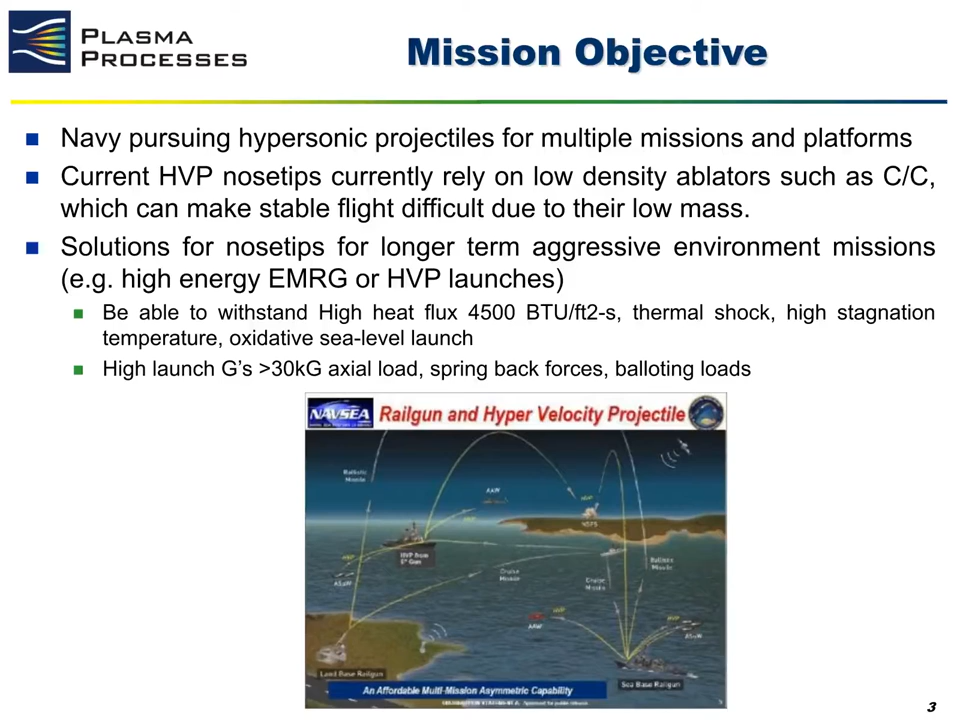 PLASMA
PROCESSES
Mission Objective
Navy pursuing hypersonic projectiles for multiple missions and platforms
Current HVP nosetips currently rely on low density ablators such as C/C,
which can make stable flight difficult due to their low mass.
Solutions for nosetips for longer term aggressive environment missions
(e.g. high energy EMRG or HVP launches)
Be able to withstand High heat flux 4500 BTU/ft2-s, thermal shock, high stagnation
temperature, oxidative sea-level launch
High launch G's >30kG axial load, spring back forces, balloting loads
NAVSEA
Railgun and Hyper Velocity Projectile
Ballistic
Missile
AAW
HVP
NSFS
HVP
HVP from
5" Gun
HVP
ASuW
Cruise
Missile
Ballistic
Missile
Cruise
Missile
HVP
AAW
HVP
ASuW
Land Base Railgun
Sea Base Railgun
An Affordable Multi-Mission Asymmetric Capability
3